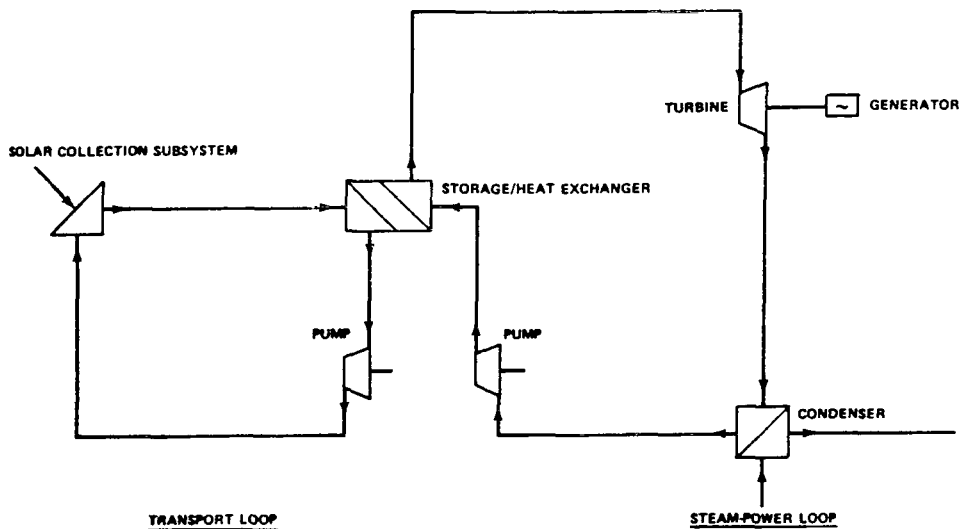 TURBINE
GENERATOR
SOLAR COLLECTION SUBSYSTEM
STORAGE/HEAT EXCHANGER
PUMP
PUMP
CONDENSER
TRANSPORT LOOP
STEAM-POWER LOOP